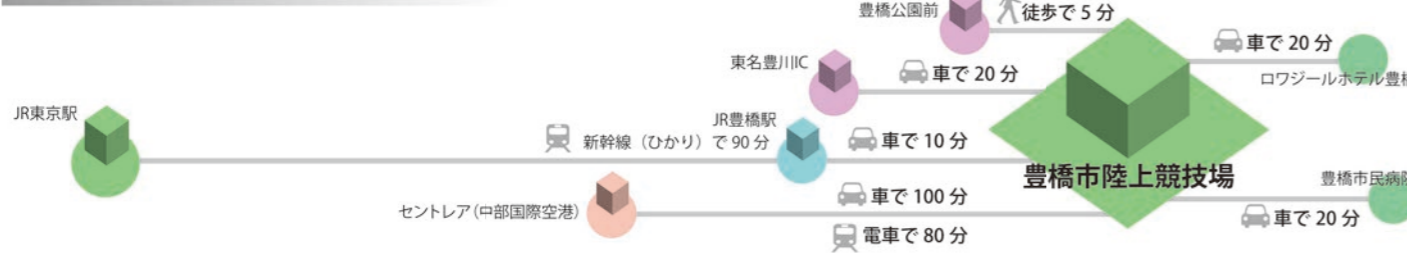 豊橋公園前
徒歩で 5 分
車で 20 分
ロワジールホテル豊橋
東名豊川IC
車で 20 分
JR東京駅
新幹線（ひかり）で 90 分
JR豊橋駅
車で 10 分
豊橋市陸上競技場
セントレア（中部国際空港）
車で 100 分
電車で 80 分
豊橋市民病院
車で 20 分